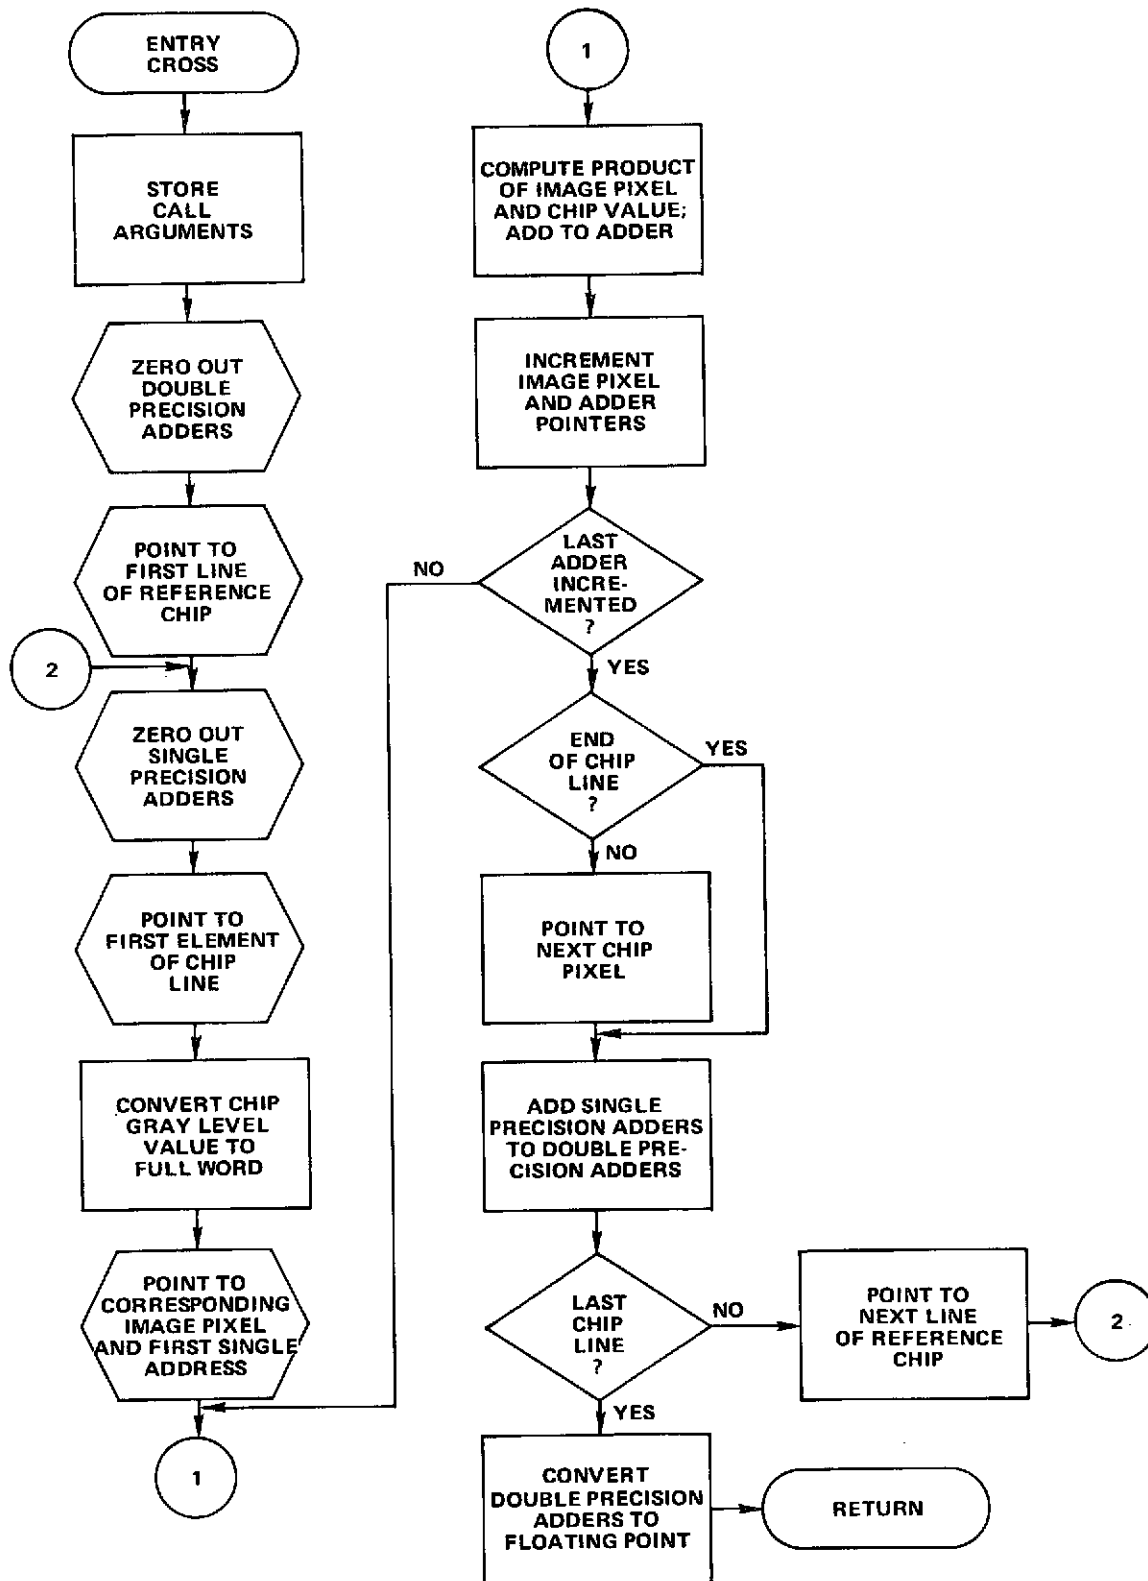 ENTRY
CROSS
STORE
CALL
ARGUMENTS
ZERO OUT
DOUBLE
PRECISION
ADDERS
POINT TO
FIRST LINE
OF REFERENCE
CHIP
2
ZERO OUT
SINGLE
PRECISION
ADDERS
POINT TO
FIRST ELEMENT
OF CHIP
LINE
CONVERT CHIP
GRAY LEVEL
VALUE TO
FULL WORD
POINT TO
CORRESPONDING
IMAGE PIXEL
AND FIRST SINGLE
ADDRESS
1
1
COMPUTE PRODUCT
OF IMAGE PIXEL
AND CHIP VALUE;
ADD TO ADDER
INCREMENT
IMAGE PIXEL
AND ADDER
POINTERS
LAST
ADDER
INCRE-
MENTED
?
NO
YES
END
OF CHIP
LINE
?
YES
NO
POINT TO
NEXT CHIP
PIXEL
ADD SINGLE
PRECISION ADDERS
TO DOUBLE PRE-
CISION ADDERS
LAST
CHIP
LINE
?
NO
POINT TO
NEXT LINE
OF REFERENCE
CHIP
2
YES
CONVERT
DOUBLE PRECISION
ADDERS TO
FLOATING POINT
RETURN